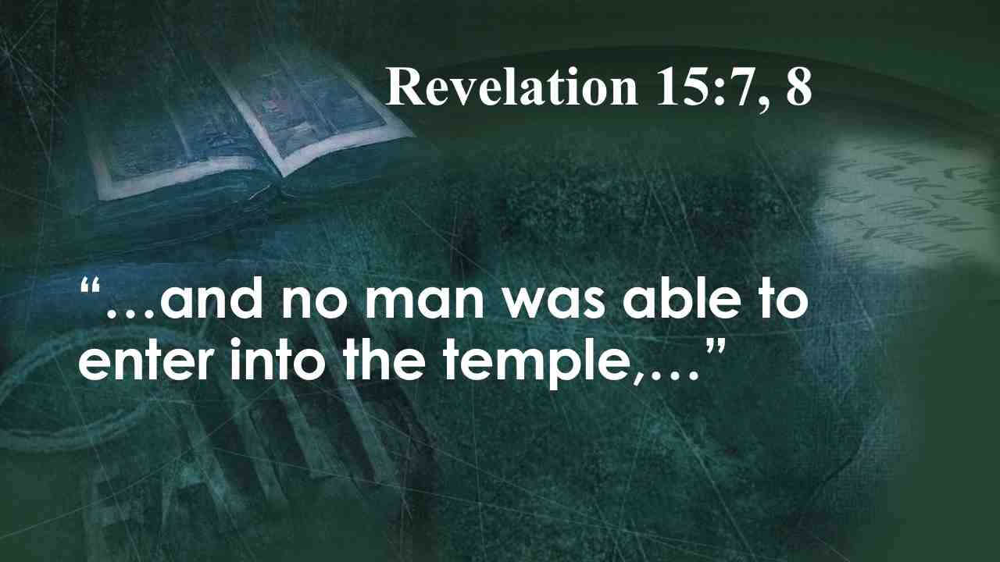 Revelation 15:7, 8
“…and no man was able to
enter into the temple,…”